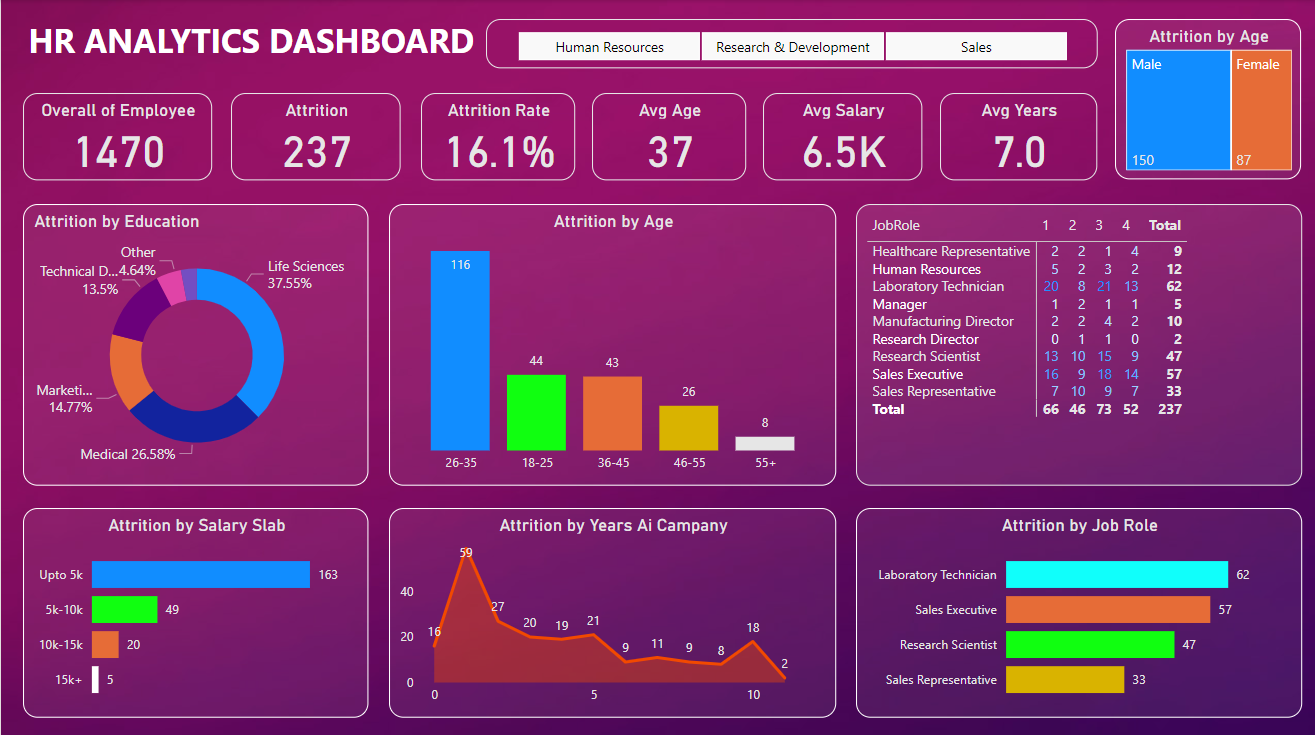 HR ANALYTICS DASHBOARD
Human Resources
Research & Development
Sales
Attrition by Age
Male
Female
150
87
Overall of Employee
1470
Attrition
237
Attrition Rate
16.1%
Avg Age
37
Avg Salary
6.5K
Avg Years
7.0
Attrition by Education
Other
4.64%
Technical D...
13.5%
Life Sciences
37.55%
Marketi...
14.77%
Medical 26.58%
Attrition by Age
116
44
43
26
8
26-35
18-25
36-45
46-55
55+
JobRole 1 2 3 4 Total
Healthcare Representative 2 2 1 4 9
Human Resources 5 2 3 2 12
Laboratory Technician 20 8 21 13 62
Manager 1 2 1 1 5
Manufacturing Director 2 2 4 2 10
Research Director 0 1 1 0 2
Research Scientist 13 10 15 9 47
Sales Executive 16 9 18 14 57
Sales Representative 7 10 9 7 33
Total 66 46 73 52 237
Attrition by Salary Slab
Upto 5k 163
5k-10k 49
10k-15k 20
15k+ 5
Attrition by Years Ai Campany
59
40
27
20
16
20
19
21
9
11
9
8
18
2
0
0 5 10
Attrition by Job Role
Laboratory Technician 62
Sales Executive 57
Research Scientist 47
Sales Representative 33